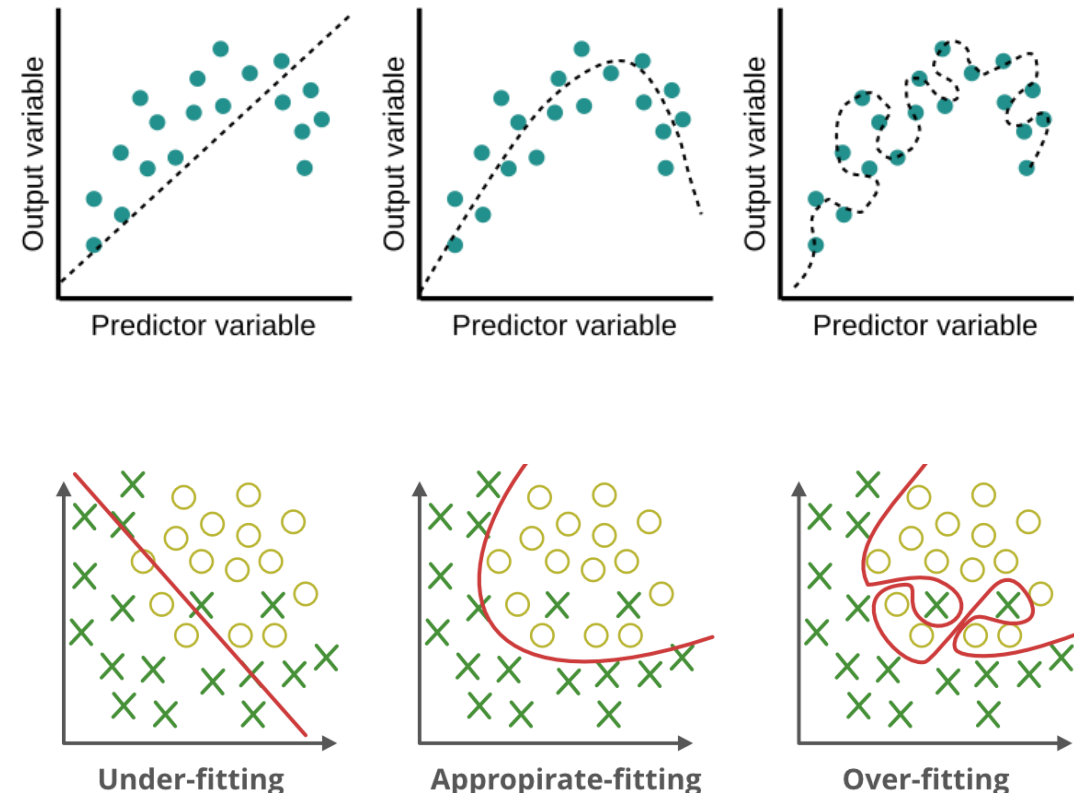 Output variable
Predictor variable
Output variable
Predictor variable
Output variable
Predictor variable
Under-fitting
Appropirate-fitting
Over-fitting